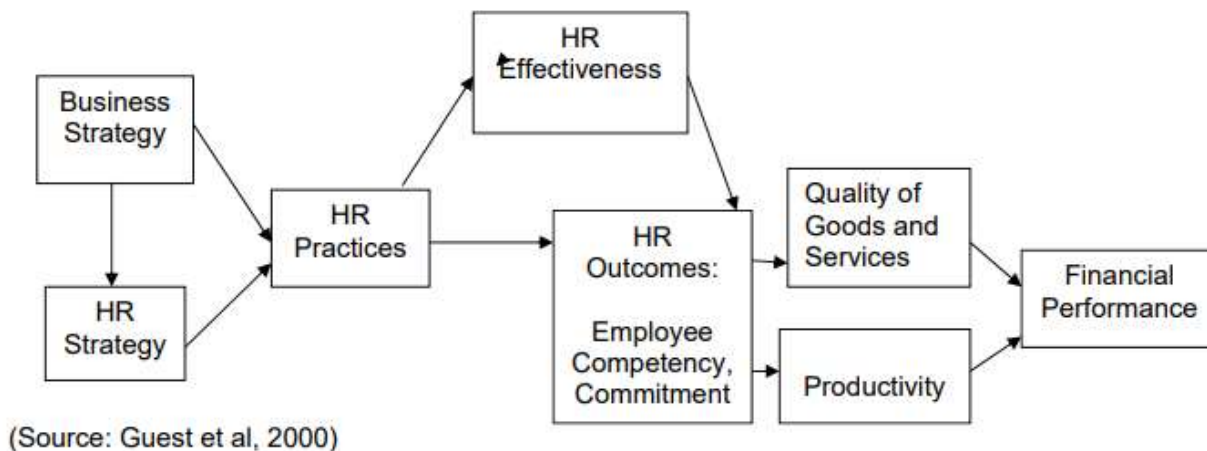 Business
Strategy
HR
Strategy
HR
Practices
HR
Effectiveness
HR
Outcomes:
Employee
Competency,
Commitment
Quality of
Goods and
Services
Productivity
Financial
Performance
(Source: Guest et al, 2000)